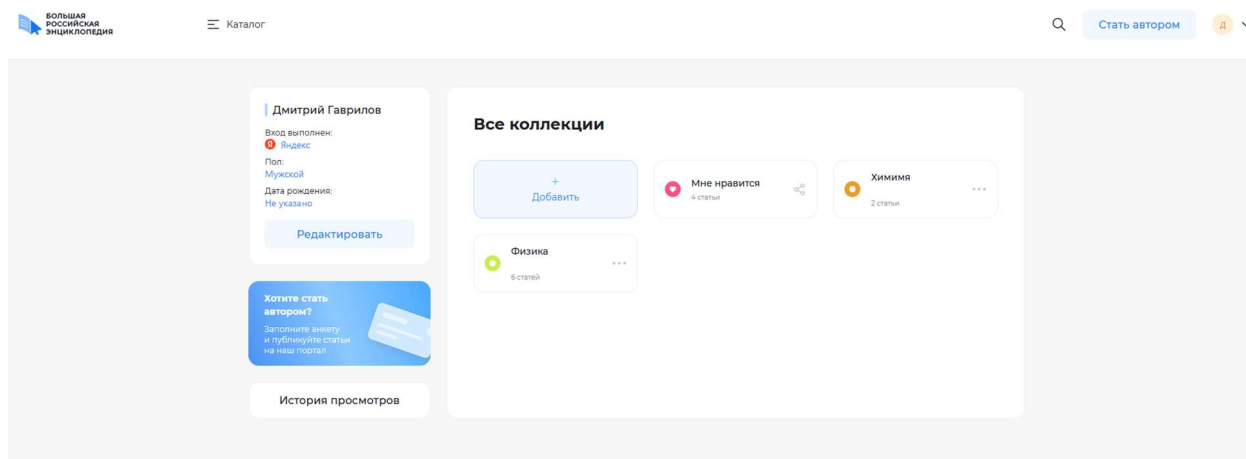 БОЛЬШАЯ
РОССИЙСКАЯ
ЭНЦИКЛОПЕДИЯ
Каталог
Стать автором
Д
Дмитрий Гаврилов
Вход выполнен:
Я Яндекс
Пол:
Мужской
Дата рождения:
Не указано
Редактировать
Хотите стать
автором?
Заполните анкету
и публикуйте статьи
на наш портал
История просмотров
Все коллекции
+
Добавить
Мне нравится
4 статьи
Химимя
2 статьи
Физика
6 статей